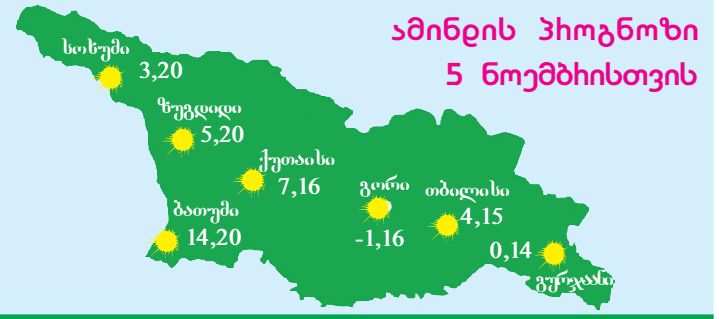 ამინდის პროგნოზი
5 ნოემბრისთვის
სოხუმი
3,20
ზუგდიდი
5,20
ქუთაისი
7,16
ბათუმი
14,20
გორი
-1,16
თბილისი
4,15
0,14
გურჯაანი